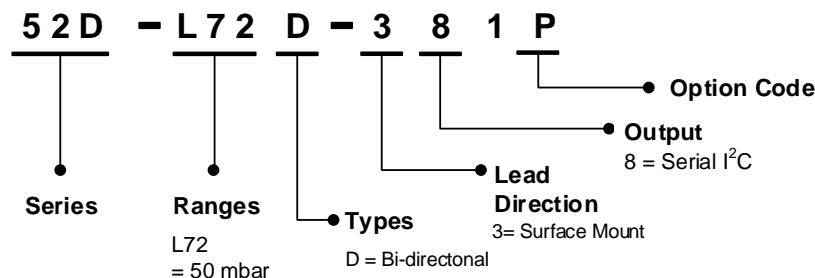 52D - L72 D - 3 8 1 P
Option Code
Output
8 = Serial I²C
Lead
Direction
3= Surface Mount
Series
Ranges
L72
= 50 mbar
Types
D = Bi-directonal